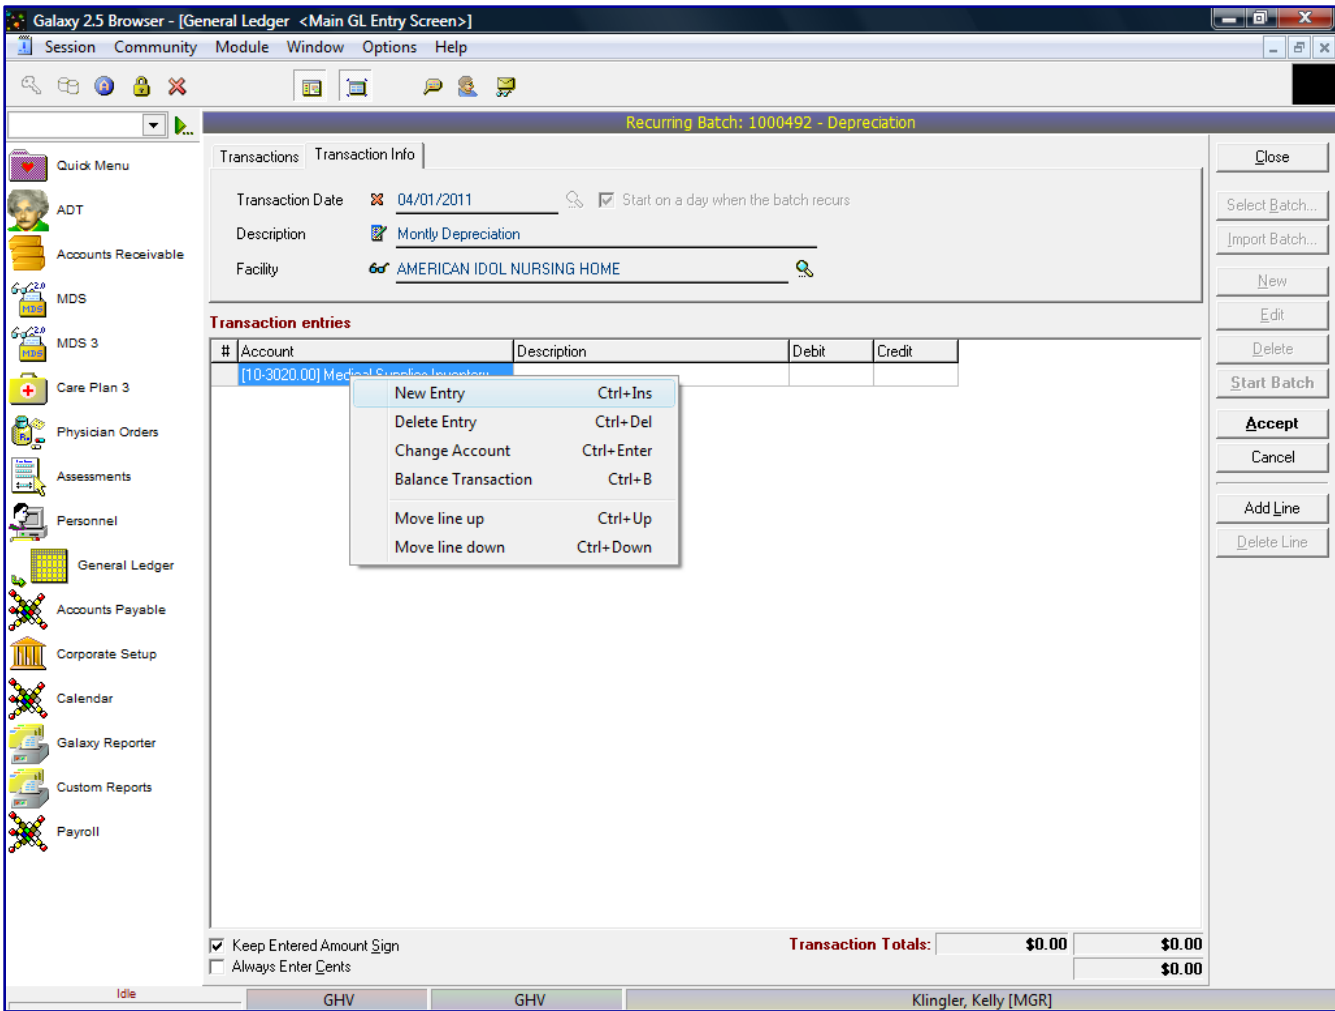 Galaxy 2.5 Browser - [General Ledger <Main GL Entry Screen>]
Session Community Module Window Options Help
Recurring Batch: 1000492 - Depreciation
Quick Menu
ADT
Accounts Receivable
MDS
MDS 3
Care Plan 3
Physician Orders
Assessments
Personnel
General Ledger
Accounts Payable
Corporate Setup
Calendar
Galaxy Reporter
Custom Reports
Payroll
Transactions Transaction Info
Transaction Date 04/01/2011 Start on a day when the batch recurs
Description Montly Depreciation
Facility AMERICAN IDOL NURSING HOME
Transaction entries
# Account Description Debit Credit
[10-3020.00] Medical Supplies Inventory
New Entry Ctrl+Ins
Delete Entry Ctrl+Del
Change Account Ctrl+Enter
Balance Transaction Ctrl+B
Move line up Ctrl+Up
Move line down Ctrl+Down
Close
Select Batch...
Import Batch...
New
Edit
Delete
Start Batch
Accept
Cancel
Add Line
Delete Line
Keep Entered Amount Sign
Always Enter Cents
Transaction Totals: $0.00 $0.00
$0.00
Idle GHV GHV Klingler, Kelly [MGR]